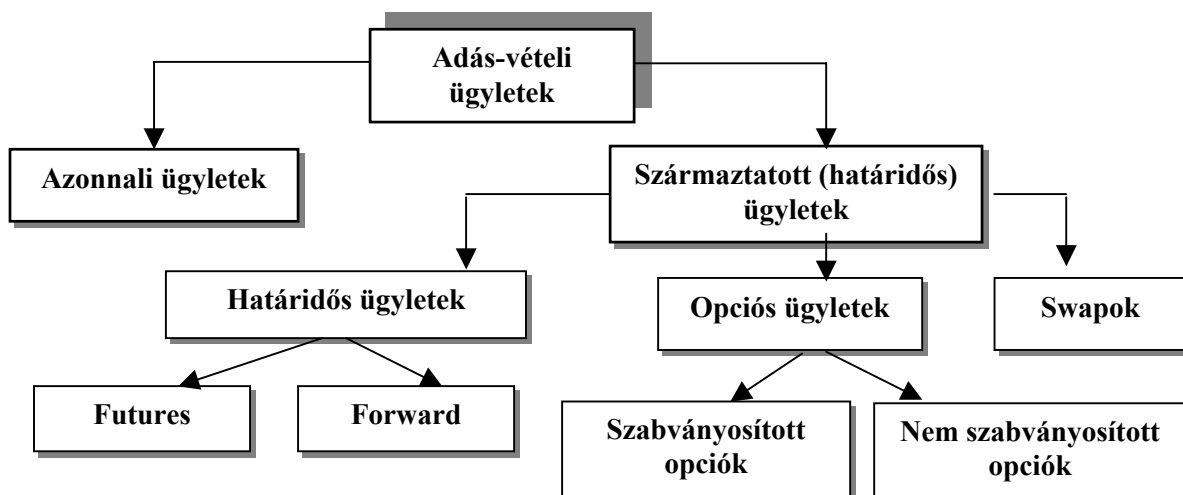 Adás-vételi
ügyletek
Azonnali ügyletek
Származtatott (határidős)
ügyletek
Határidős ügyletek
Opciós ügyletek
Swapok
Futures
Forward
Szabványosított
opciók
Nem szabványosított
opciók